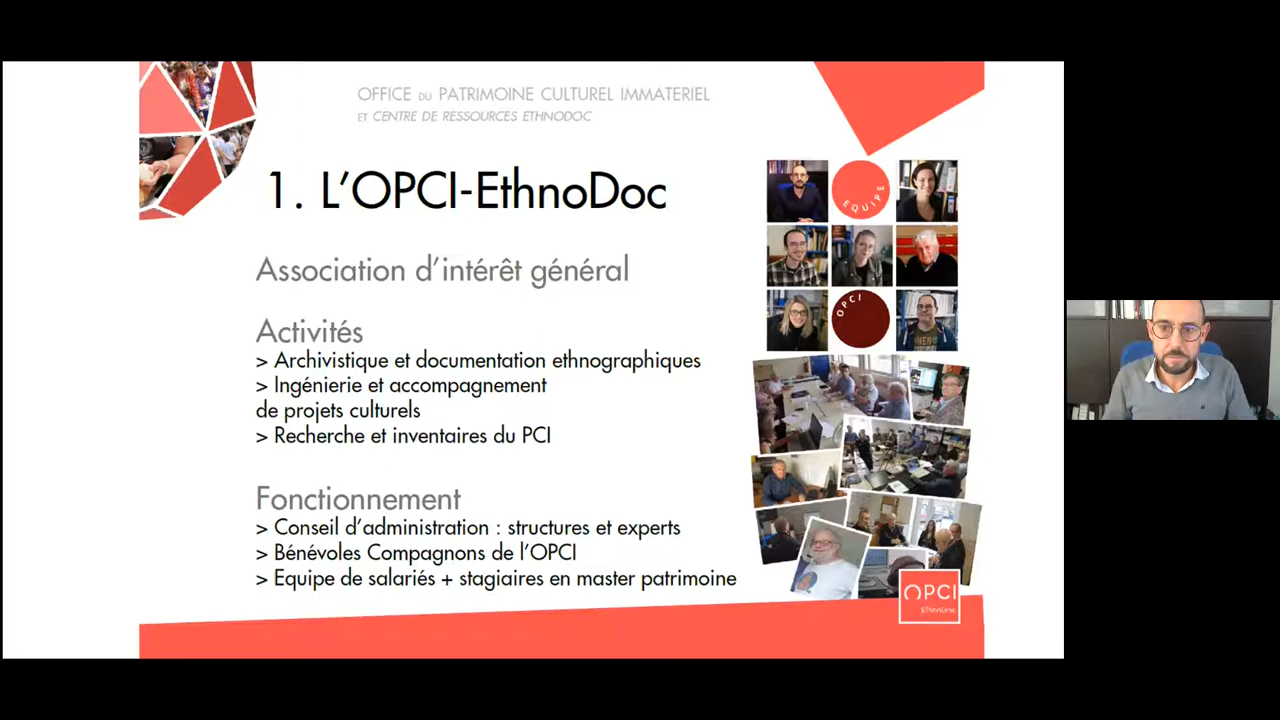 OFFICE DU PATRIMOINE CULTUREL IMMATERIEL
ET CENTRE DE RESSOURCES ETHNODOC
1. L'OPCI-EthnoDoc
Association d'intérêt général
Activités
> Archivistique et documentation ethnographiques
> Ingénierie et accompagnement
de projets culturels
> Recherche et inventaires du PCI
Fonctionnement
> Conseil d'administration : structures et experts
> Bénévoles Compagnons de l'OPCI
> Equipe de salariés + stagiaires en master patrimoine
EQUIPE
OPCI
OPCI
EthnoDoc